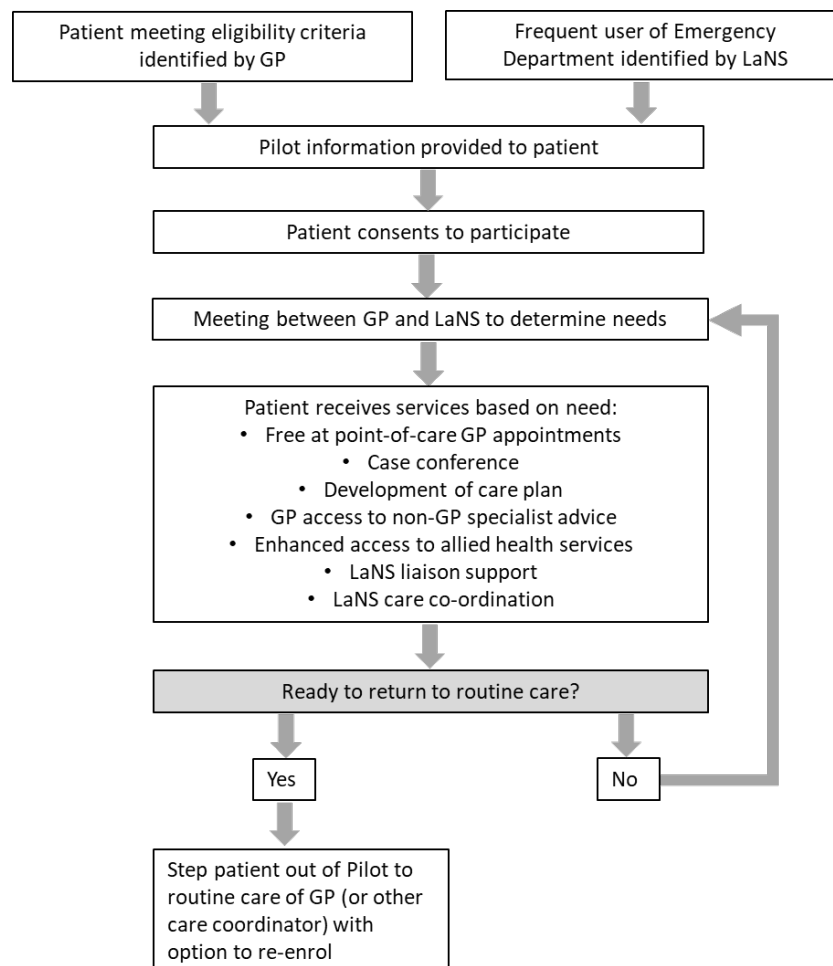 Patient meeting eligibility criteria
identified by GP
Frequent user of Emergency
Department identified by LaNS
Pilot information provided to patient
Patient consents to participate
Meeting between GP and LaNS to determine needs
Patient receives services based on need:
• Free at point-of-care GP appointments
• Case conference
• Development of care plan
• GP access to non-GP specialist advice
• Enhanced access to allied health services
• LaNS liaison support
• LaNS care co-ordination
Ready to return to routine care?
Yes
No
Step patient out of Pilot to
routine care of GP (or other
care coordinator) with
option to re-enrol